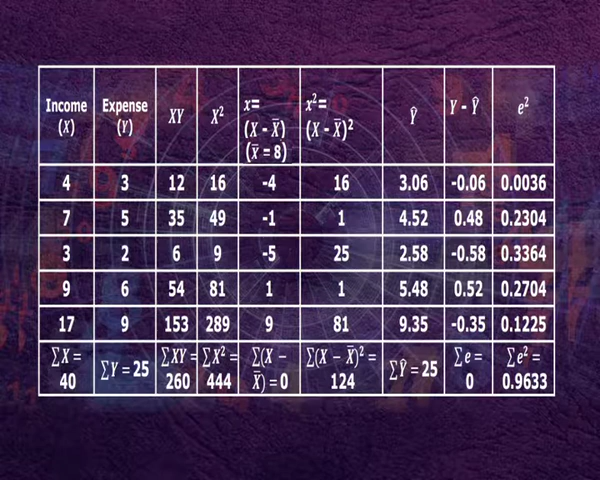 Income (X) Expense (Y) XY X² x= (X - X̄) (X̄ = 8) x²= (X - X̄)² Ŷ Y - Ŷ e²
4 3 12 16 -4 16 3.06 -0.06 0.0036
7 5 35 49 -1 1 4.52 0.48 0.2304
3 2 6 9 -5 25 2.58 -0.58 0.3364
9 6 54 81 1 1 5.48 0.52 0.2704
17 9 153 289 9 81 9.35 -0.35 0.1225
∑X = 40 ∑Y = 25 ∑XY = 260 ∑X² = 444 ∑(X – X̄) = 0 ∑(X – X̄)² = 124 ∑Ŷ = 25 ∑e = 0 ∑e² = 0.9633